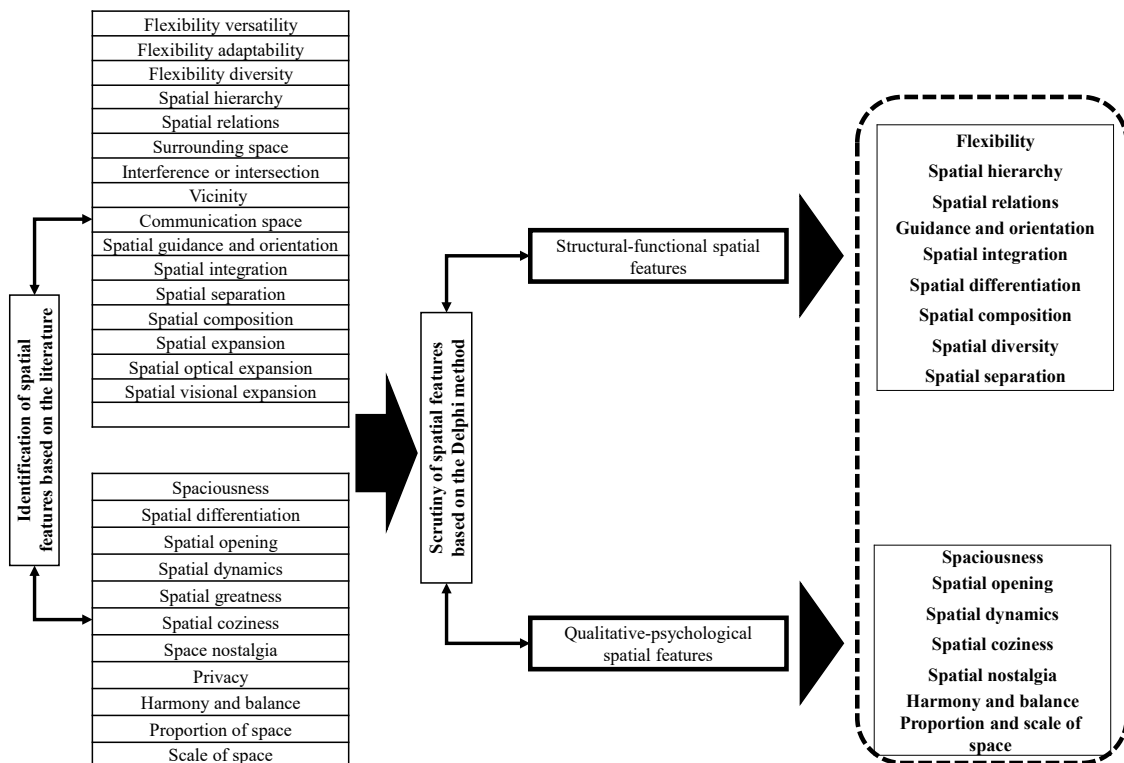 Identification of spatial
features based on the literature
Flexibility versatility
Flexibility adaptability
Flexibility diversity
Spatial hierarchy
Spatial relations
Surrounding space
Interference or intersection
Vicinity
Communication space
Spatial guidance and orientation
Spatial integration
Spatial separation
Spatial composition
Spatial expansion
Spatial optical expansion
Spatial visional expansion
Spaciousness
Spatial differentiation
Spatial opening
Spatial dynamics
Spatial greatness
Spatial coziness
Space nostalgia
Privacy
Harmony and balance
Proportion of space
Scale of space
Scrutiny of spatial features
based on the Delphi method
Structural-functional spatial
features
Qualitative-psychological
spatial features
Flexibility
Spatial hierarchy
Spatial relations
Guidance and orientation
Spatial integration
Spatial differentiation
Spatial composition
Spatial diversity
Spatial separation
Spaciousness
Spatial opening
Spatial dynamics
Spatial coziness
Spatial nostalgia
Harmony and balance
Proportion and scale of
space